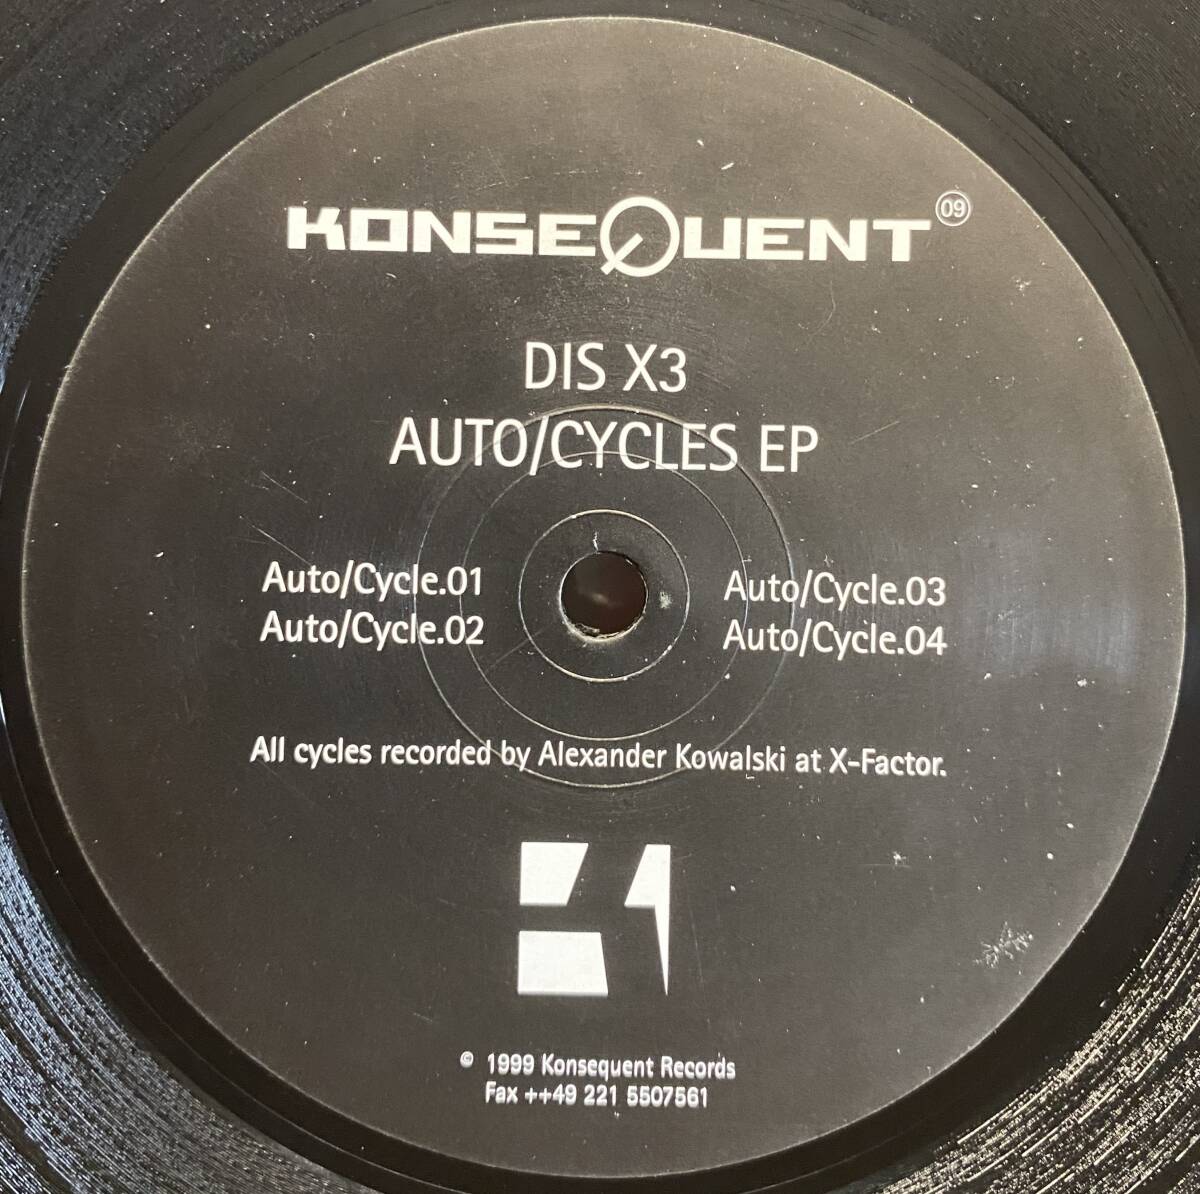 KONSEQUENT 09
DIS X3
AUTO/CYCLES EP
Auto/Cycle.01
Auto/Cycle.02
Auto/Cycle.03
Auto/Cycle.04
All cycles recorded by Alexander Kowalski at X-Factor.
© 1999 Konsequent Records
Fax ++49 221 5507561